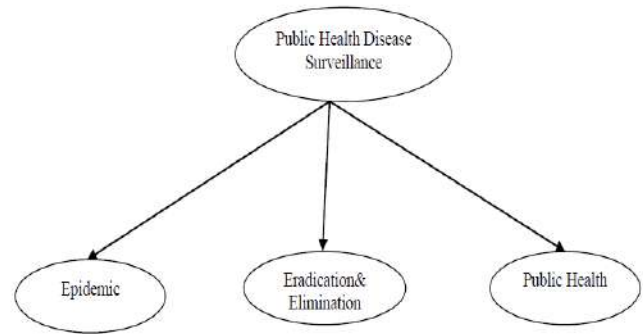 Public Health Disease
Surveillance
Epidemic
Eradication&
Elimination
Public Health